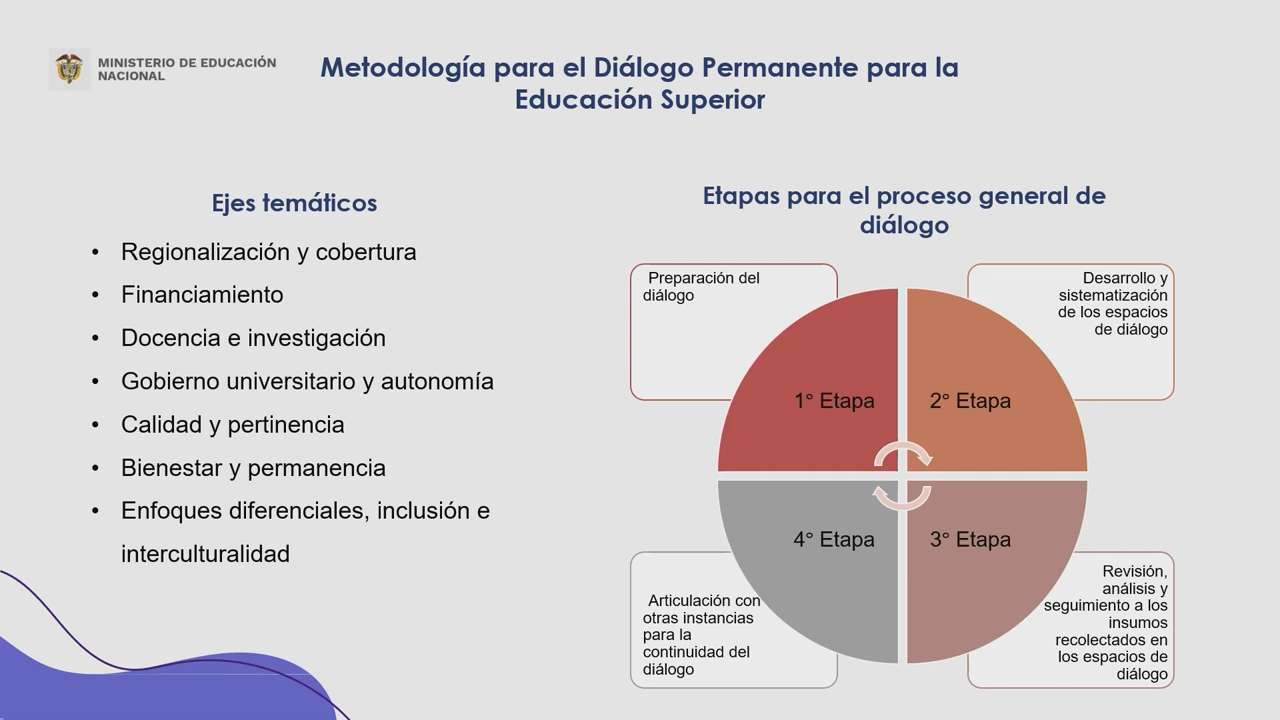 MINISTERIO DE EDUCACIÓN
NACIONAL
Metodología para el Diálogo Permanente para la
Educación Superior
Ejes temáticos
• Regionalización y cobertura
• Financiamiento
• Docencia e investigación
• Gobierno universitario y autonomía
• Calidad y pertinencia
• Bienestar y permanencia
• Enfoques diferenciales, inclusión e
interculturalidad
Etapas para el proceso general de
diálogo
Preparación del
diálogo
1° Etapa
Desarrollo y
sistematización
de los espacios
de diálogo
2° Etapa
3° Etapa
Revisión,
análisis y
seguimiento a los
insumos
recolectados en
los espacios de
diálogo
4° Etapa
Articulación con
otras instancias
para la
continuidad del
diálogo